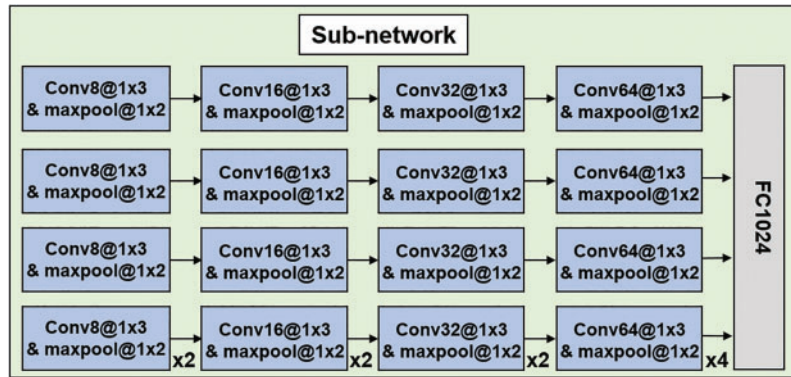 Sub-network
Conv8@1x3
& maxpool@1x2
Conv16@1x3
& maxpool@1x2
Conv32@1x3
& maxpool@1x2
Conv64@1x3
& maxpool@1x2
Conv8@1x3
& maxpool@1x2
Conv16@1x3
& maxpool@1x2
Conv32@1x3
& maxpool@1x2
Conv64@1x3
& maxpool@1x2
Conv8@1x3
& maxpool@1x2
Conv16@1x3
& maxpool@1x2
Conv32@1x3
& maxpool@1x2
Conv64@1x3
& maxpool@1x2
Conv8@1x3
& maxpool@1x2
x2
Conv16@1x3
& maxpool@1x2
x2
Conv32@1x3
& maxpool@1x2
x2
Conv64@1x3
& maxpool@1x2
x4
FC1024